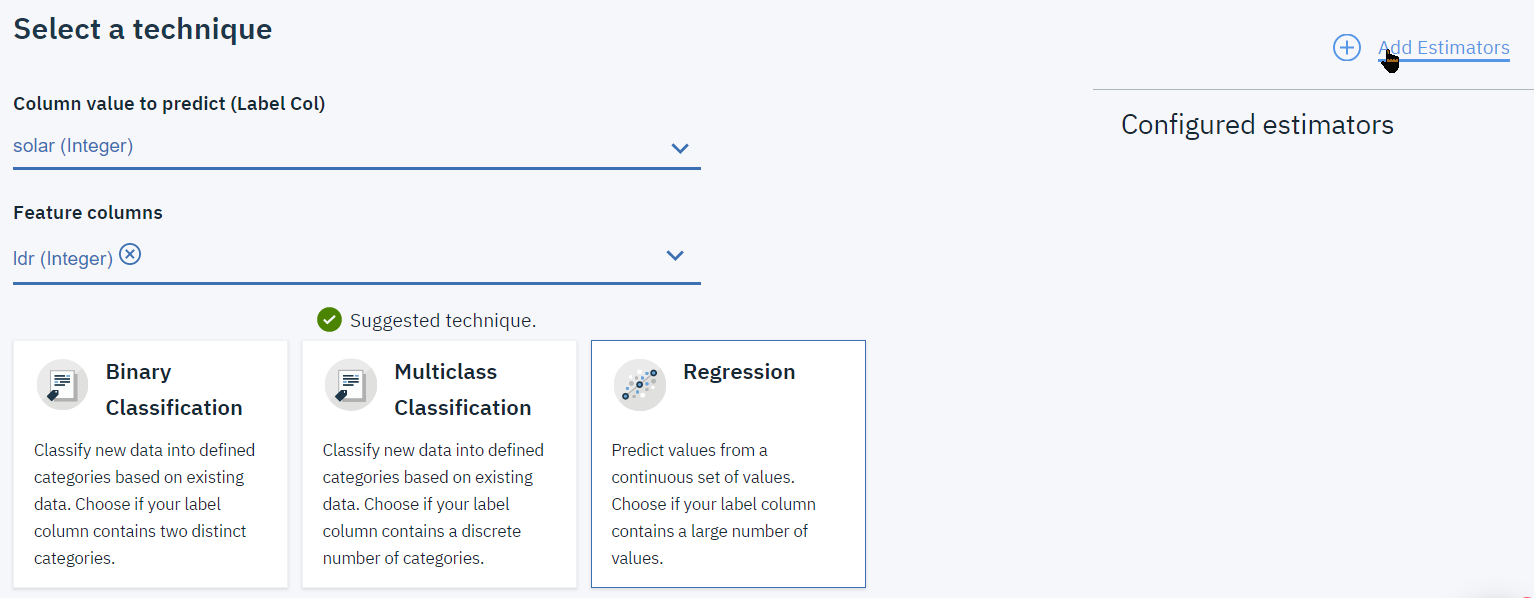 Select a technique
Add Estimators
Column value to predict (Label Col)
Configured estimators
solar (Integer)
Feature columns
ldr (Integer)
Suggested technique.
Binary
Classification
Classify new data into defined
categories based on existing
data. Choose if your label
column contains two distinct
categories.
Multiclass
Classification
Classify new data into defined
categories based on existing
data. Choose if your label
column contains a discrete
number of categories.
Regression
Predict values from a
continuous set of values.
Choose if your label column
contains a large number of
values.